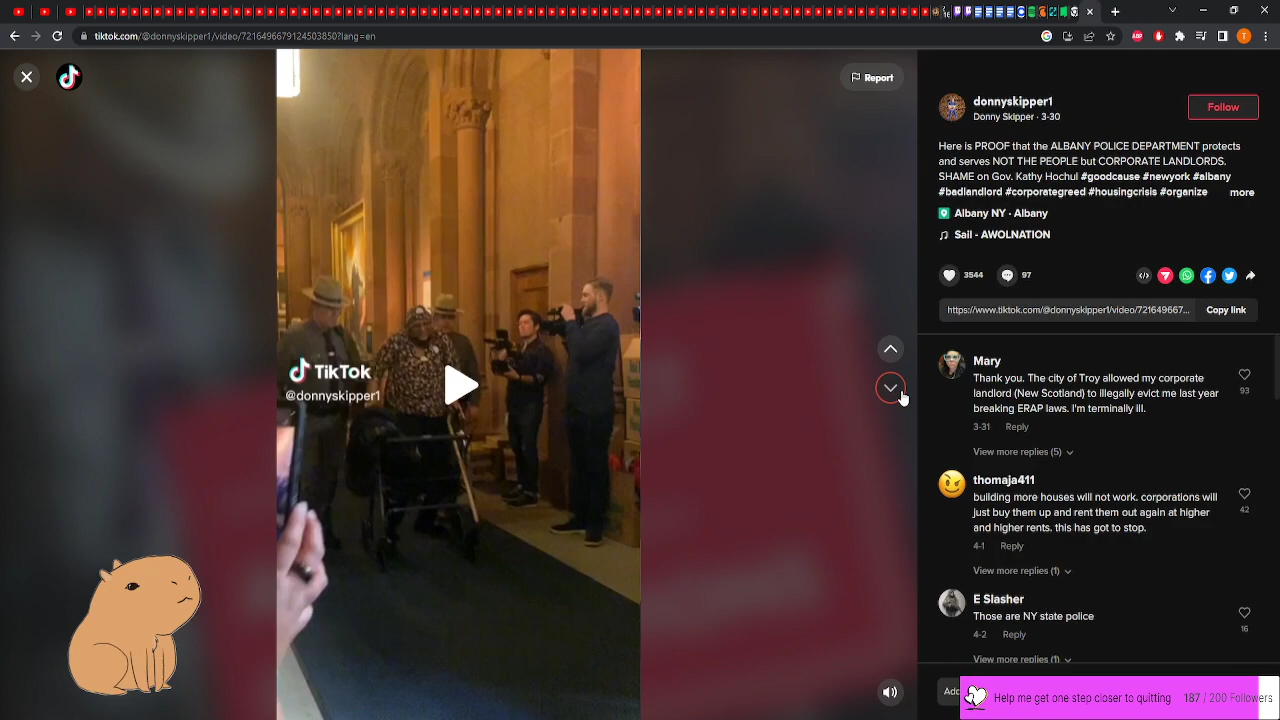 tiktok.com/@donnyskipper1/video/7216496679124503850?lang=en
Report
donnyskipper1
Donny Skipper · 3-30
Follow
Here is PROOF that the ALBANY POLICE DEPARTMENT protects
and serves NOT THE PEOPLE but CORPORATE LANDLORDS.
SHAME on Gov. Kathy Hochul #goodcause #newyork #albany
#badlandlord #corporategreed #housingcrisis #organize more
Albany NY · Albany
Sail - AWOLNATION
3544 97
https://www.tiktok.com/@donnyskipper1/video/721649667...
Copy link
TikTok
@donnyskipper1
Mary
Thank you. The city of Troy allowed my corporate
landlord (New Scotland) to illegally evict me last year
breaking ERAP laws. I'm terminally ill.
93
3-31 Reply
View more replies (5)
thomaja411
building more houses will not work. corporations will
just buy them up and rent them out again at higher
and higher rents. this has got to stop.
42
4-1 Reply
View more replies (1)
E Slasher
Those are NY state police
16
4-2 Reply
View more replies (1)
Add
Help me get one step closer to quitting 187 / 200 Followers